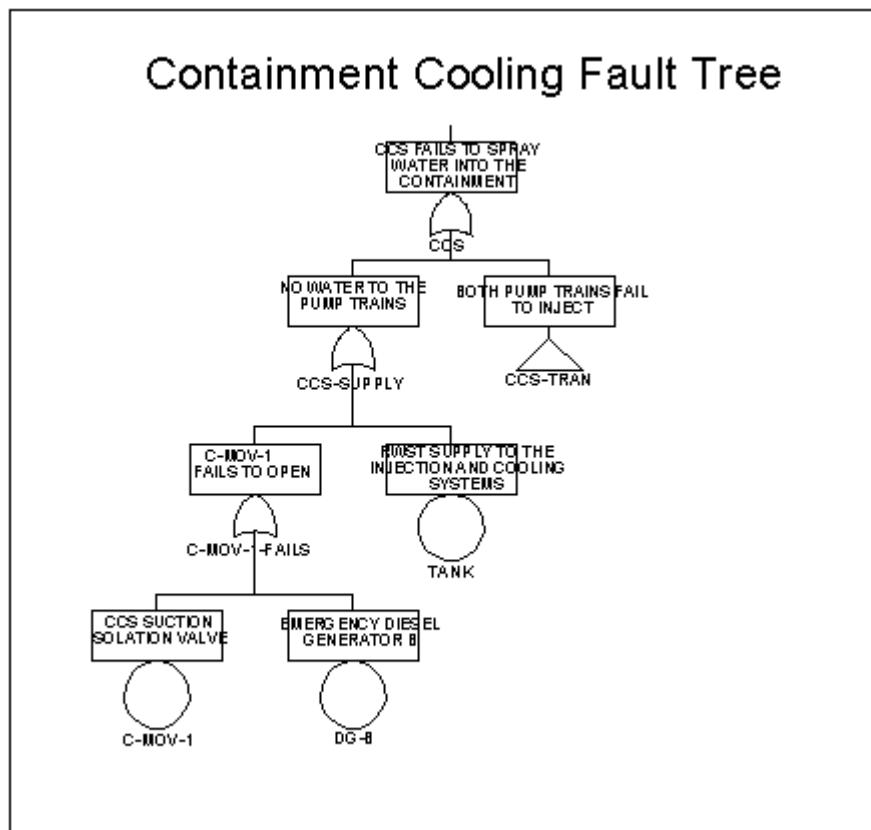 Containment Cooling Fault Tree
CCS FAILS TO SPRAY
WATER INTO THE
CONTAINMENT
CCS
NO WATER TO THE
PUMP TRAINS
BOTH PUMP TRAINS FAIL
TO INJECT
CCS-SUPPLY
CCS-TRAN
C-MOV-1
FAILS TO OPEN
RWST SUPPLY TO THE
INJECTION AND COOLING
SYSTEMS
C-MOV-1-FAILS
TANK
CCS SUCTION
ISOLATION VALVE
EMERGENCY DIESEL
GENERATOR B
C-MOV-1
DG-B